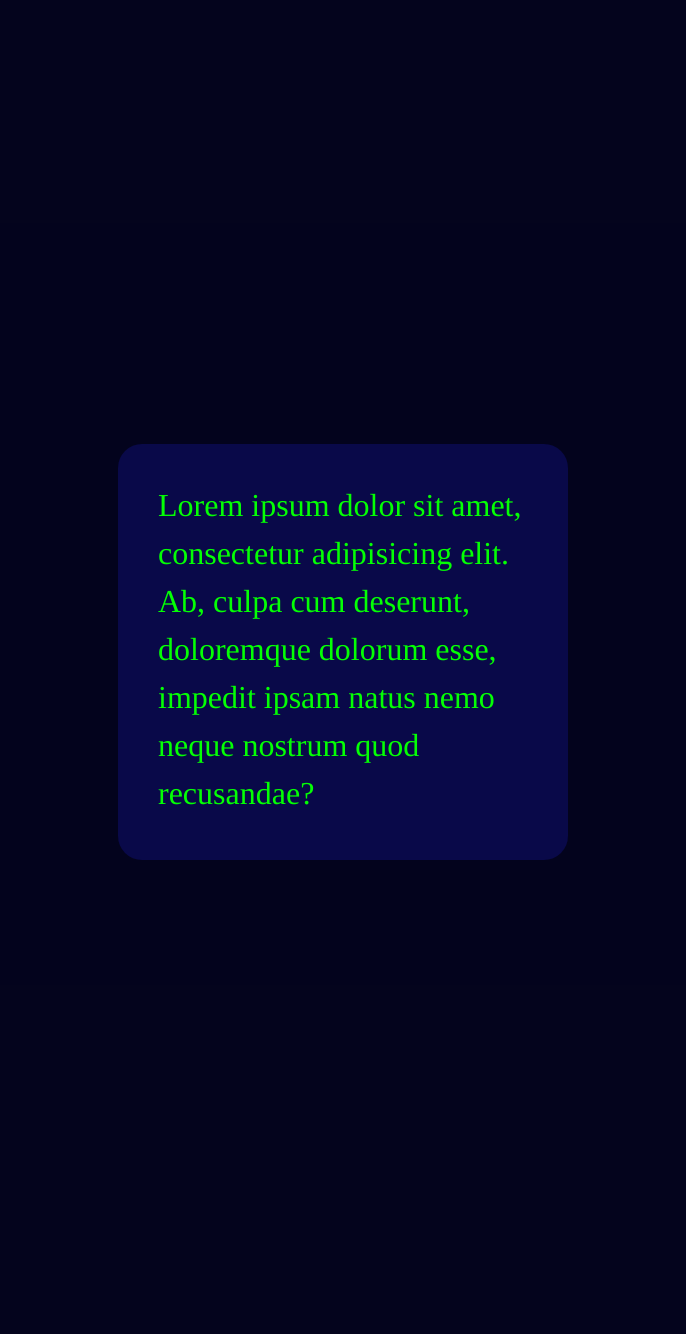 Lorem ipsum dolor sit amet,
consectetur adipisicing elit.
Ab, culpa cum deserunt,
doloremque dolorum esse,
impedit ipsam natus nemo
neque nostrum quod
recusandae?